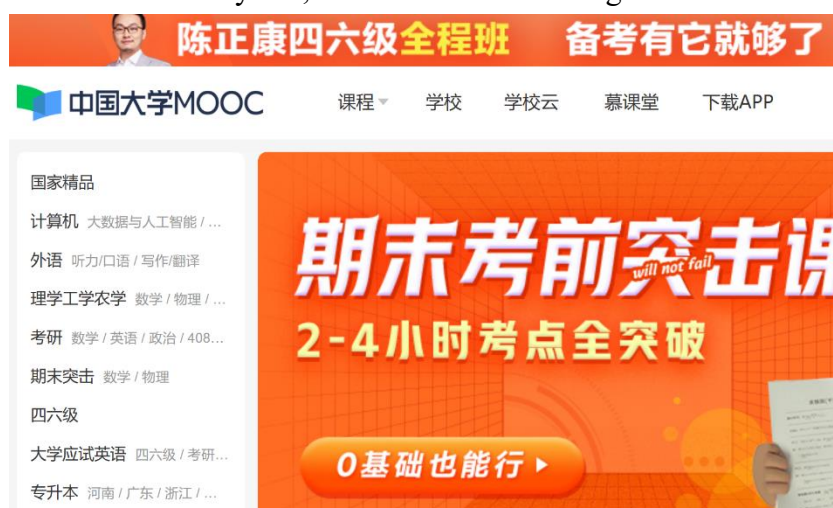 陈正康四六级全程班 备考有它就够了
中国大学MOOC 课程 学校 学校云 慕课堂 下载APP
国家精品
计算机 大数据与人工智能 / ...
外语 听力/口语 / 写作/翻译
理学工学农学 数学 / 物理 / ...
考研 数学 / 英语 / 政治 / 408...
期末突击 数学 / 物理
四六级
大学应试英语 四六级 / 考研...
专升本 河南 / 广东 / 浙江 / ...
期末考前突击课
will not fail
2-4小时考点全突破
0基础也能行